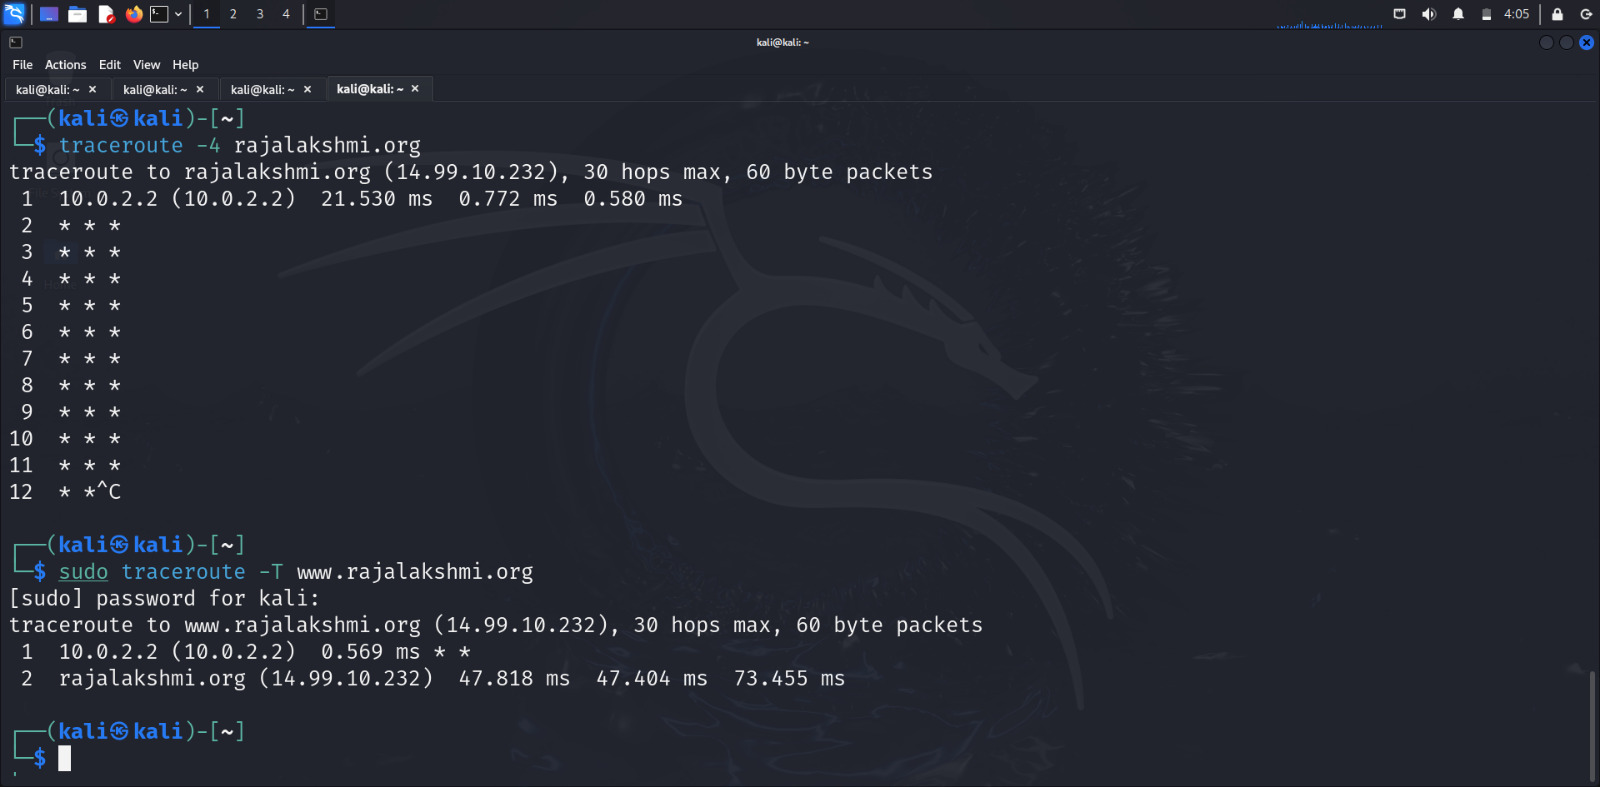 1 2 3 4 4:05
kali@kali: ~
File Actions Edit View Help
kali@kali: ~ × kali@kali: ~ × kali@kali: ~ × kali@kali: ~ ×
┌──(kali㉿kali)-[~]
└─$ traceroute -4 rajalakshmi.org
traceroute to rajalakshmi.org (14.99.10.232), 30 hops max, 60 byte packets
1 10.0.2.2 (10.0.2.2) 21.530 ms 0.772 ms 0.580 ms
2 * * *
3 * * *
4 * * *
5 * * *
6 * * *
7 * * *
8 * * *
9 * * *
10 * * *
11 * * *
12 * *^C
┌──(kali㉿kali)-[~]
└─$ sudo traceroute -T www.rajalakshmi.org
[sudo] password for kali:
traceroute to www.rajalakshmi.org (14.99.10.232), 30 hops max, 60 byte packets
1 10.0.2.2 (10.0.2.2) 0.569 ms * *
2 rajalakshmi.org (14.99.10.232) 47.818 ms 47.404 ms 73.455 ms
┌──(kali㉿kali)-[~]
└─$